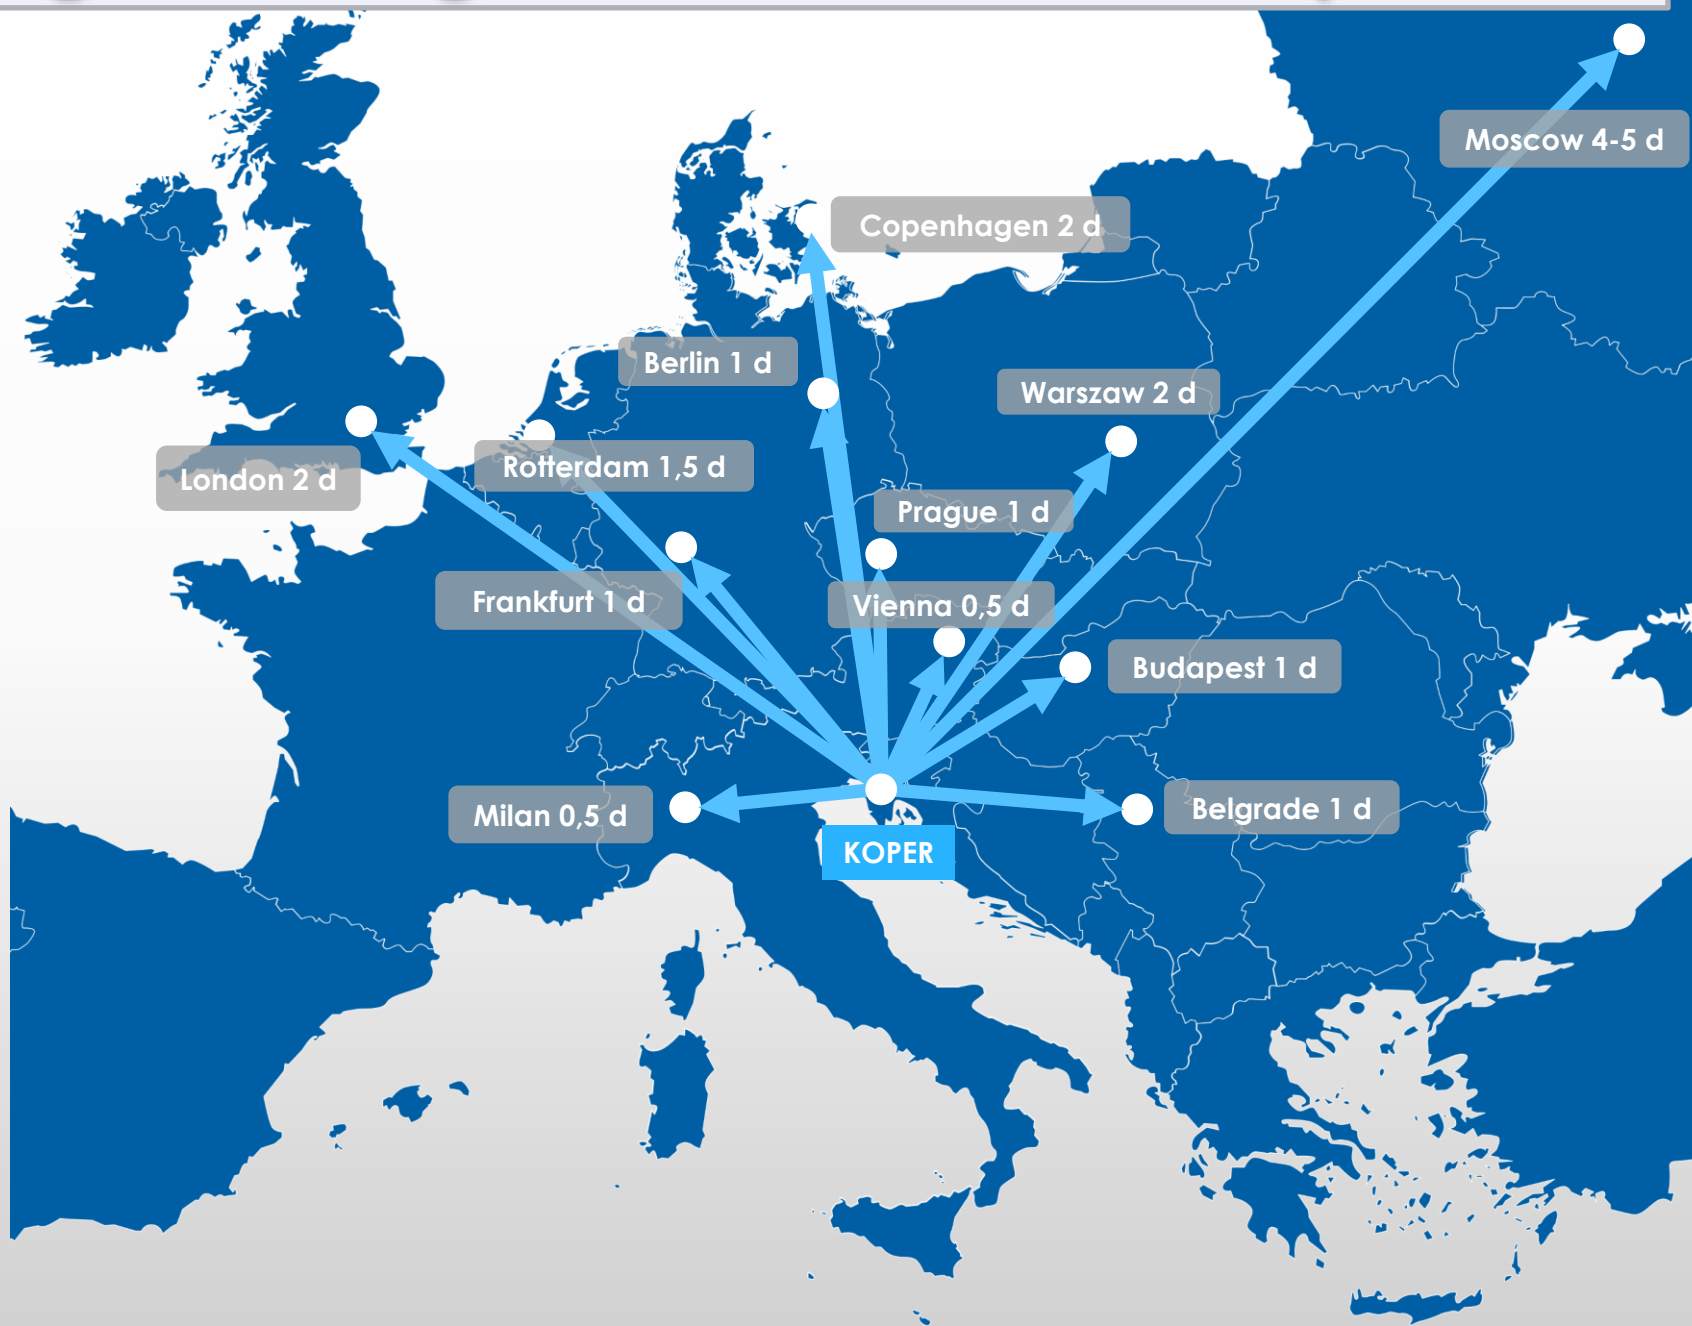 Moscow 4-5 d
Copenhagen 2 d
Berlin 1 d
Warszaw 2 d
London 2 d
Rotterdam 1,5 d
Prague 1 d
Frankfurt 1 d
Vienna 0,5 d
Budapest 1 d
Milan 0,5 d
Belgrade 1 d
KOPER